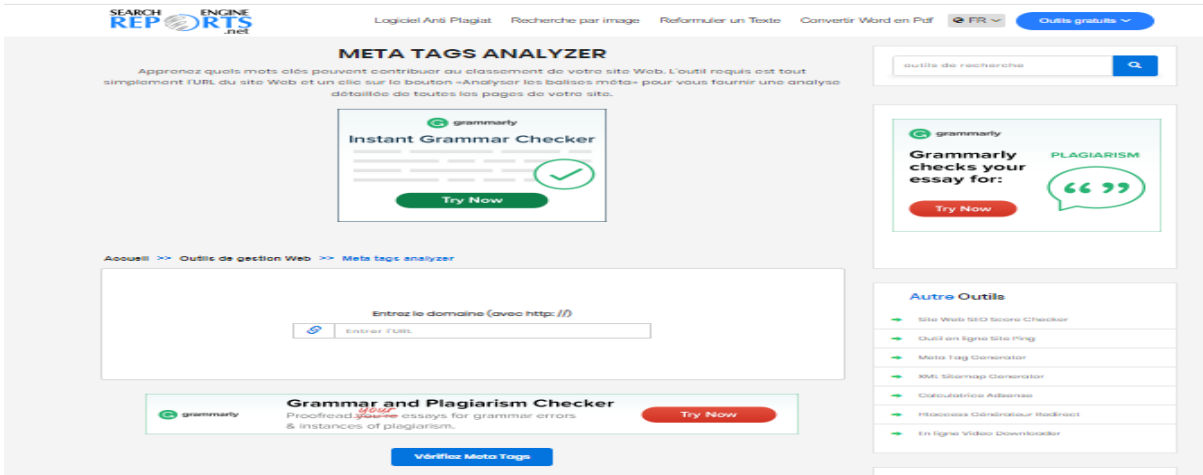 SEARCH ENGINE
REPORTS
.net
Logiciel Anti Plagiat Recherche par image Reformuler un Texte Convertir Word en Pdf FR Outils gratuits
META TAGS ANALYZER
Apprenez quels mots clés peuvent contribuer au classement de votre site Web. L'outil requis est tout
simplement l'URL du site Web et un clic sur le bouton «Analyser les balises méta» pour vous fournir une analyse
détaillée de toutes les pages de votre site.
grammarly
Instant Grammar Checker
Try Now
Accueil >> Outils de gestion Web >> Meta tags analyzer
Entrez le domaine (avec http: //)
Entrer l'URL
grammarly
Grammar and Plagiarism Checker
your
Proofread you're essays for grammar errors
& instances of plagiarism.
Try Now
Vérifiez Meta Tags
outils de recherche
grammarly
Grammarly
checks your
essay for:
PLAGIARISM
Try Now
Autre Outils
Site Web SEO Score Checker
Outil en ligne Site Ping
Meta Tag Generator
XML Sitemap Generator
Calculatrice Adsense
Htaccess Générateur Redirect
En ligne Video Downloader